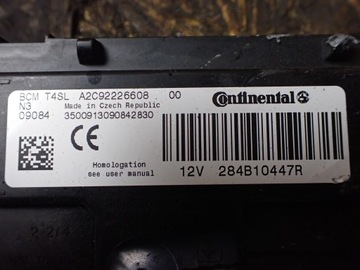 BCM T4SL A2C92226608 00
N3 Made in Czech Republic
09084 3500913090842830
Continental
CE
Homologation
see user manual
12V 284B10447R